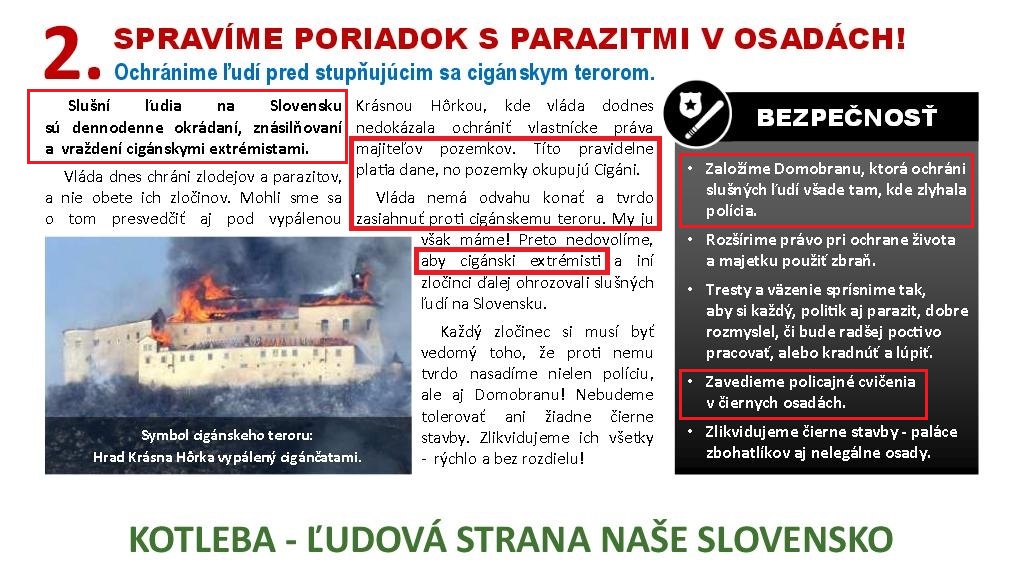 2. SPRAVÍME PORIADOK S PARAZITMI V OSADÁCH!
Ochránime ľudí pred stupňujúcim sa cigánskym terorom.
Slušní ľudia na Slovensku
sú dennodenne okrádaní, znásilňovaní
a vraždení cigánskymi extrémistami.
Vláda dnes chráni zlodejov a parazitov,
a nie obete ich zločinov. Mohli sme sa
o tom presvedčiť aj pod vypálenou
Krásnou Hôrkou, kde vláda dodnes
nedokázala ochrániť vlastnícke práva
majiteľov pozemkov. Títo pravidelne
platia dane, no pozemky okupujú Cigáni.
Vláda nemá odvahu konať a tvrdo
zasiahnuť proti cigánskemu teroru. My ju
však máme! Preto nedovolíme,
aby cigánski extrémisti a iní
zločinci ďalej ohrozovali slušných
ľudí na Slovensku.
Každý zločinec si musí byť
vedomý toho, že proti nemu
tvrdo nasadíme nielen políciu,
ale aj Domobranu! Nebudeme
tolerovať ani žiadne čierne
stavby. Zlikvidujeme ich všetky
- rýchlo a bez rozdielu!
Symbol cigánskeho teroru:
Hrad Krásna Hôrka vypálený cigánčatami.
BEZPEČNOSŤ
• Založíme Domobranu, ktorá ochráni
slušných ľudí všade tam, kde zlyhala
polícia.
• Rozšírime právo pri ochrane života
a majetku použiť zbraň.
• Tresty a väzenie sprísnime tak,
aby si každý, politik aj parazit, dobre
rozmyslel, či bude radšej poctivo
pracovať, alebo kradnúť a lúpiť.
• Zavedieme policajné cvičenia
v čiernych osadách.
• Zlikvidujeme čierne stavby - paláce
zbohatlíkov aj nelegálne osady.
KOTLEBA - ĽUDOVÁ STRANA NAŠE SLOVENSKO